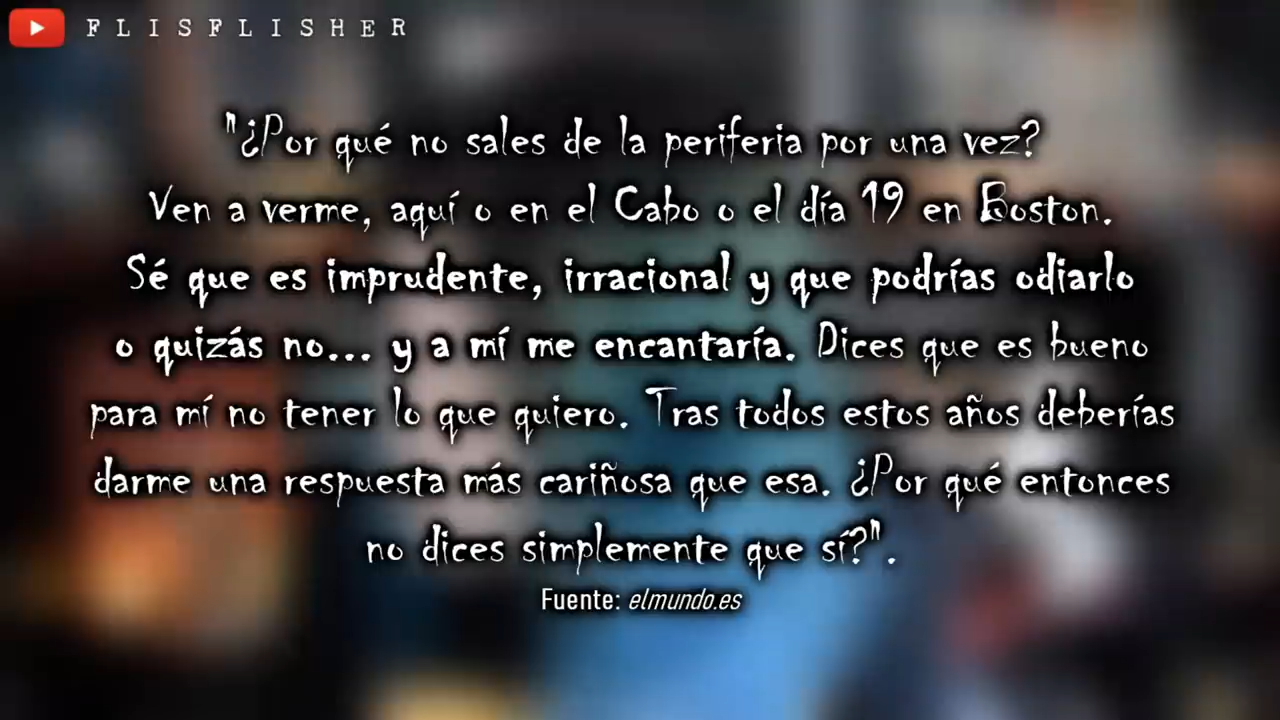 FLISFLISHER
"¿Por qué no sales de la periferia por una vez?
Ven a verme, aquí o en el Cabo o el día 19 en Boston.
Sé que es imprudente, irracional y que podrías odiarlo
o quizás no... y a mí me encantaría. Dices que es bueno
para mí no tener lo que quiero. Tras todos estos años deberías
darme una respuesta más cariñosa que esa. ¿Por qué entonces
no dices simplemente que sí?".
Fuente: elmundo.es